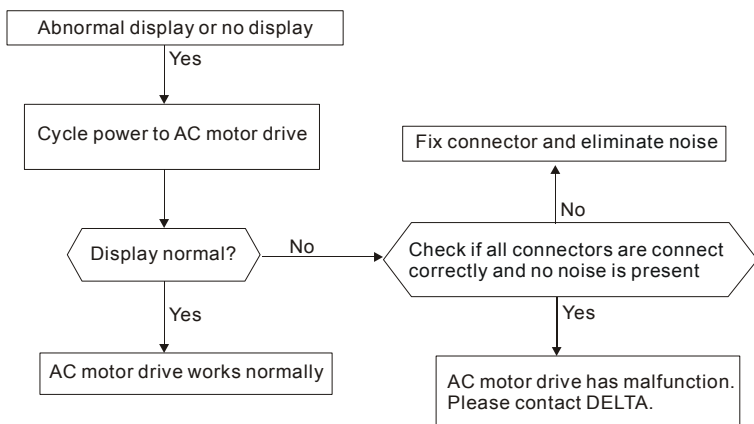 Abnormal display or no display
Yes
Cycle power to AC motor drive
Fix connector and eliminate noise
No
Display normal?
No
Check if all connectors are connect
correctly and no noise is present
Yes
Yes
AC motor drive works normally
AC motor drive has malfunction.
Please contact DELTA.